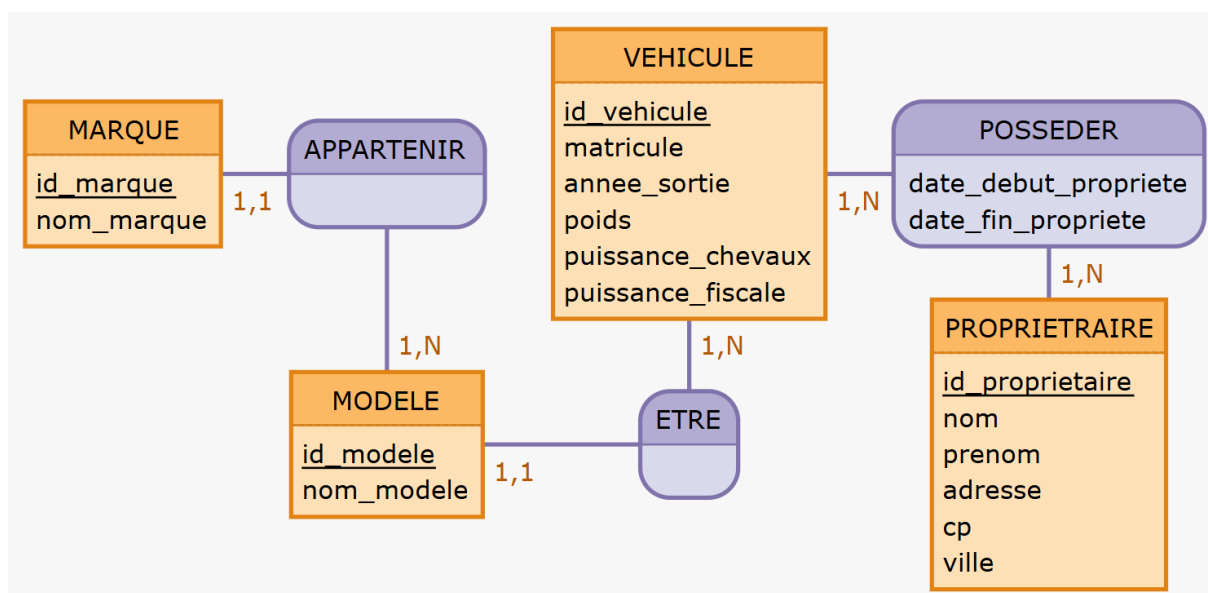 MARQUE
id_marque
nom_marque
1,1
APPARTENIR
1,N
MODELE
id_modele
nom_modele
1,1
ETRE
1,N
VEHICULE
id_vehicule
matricule
annee_sortie
poids
puissance_chevaux
puissance_fiscale
1,N
POSSEDER
date_debut_propriete
date_fin_propriete
1,N
PROPRIETRAIRE
id_proprietaire
nom
prenom
adresse
cp
ville